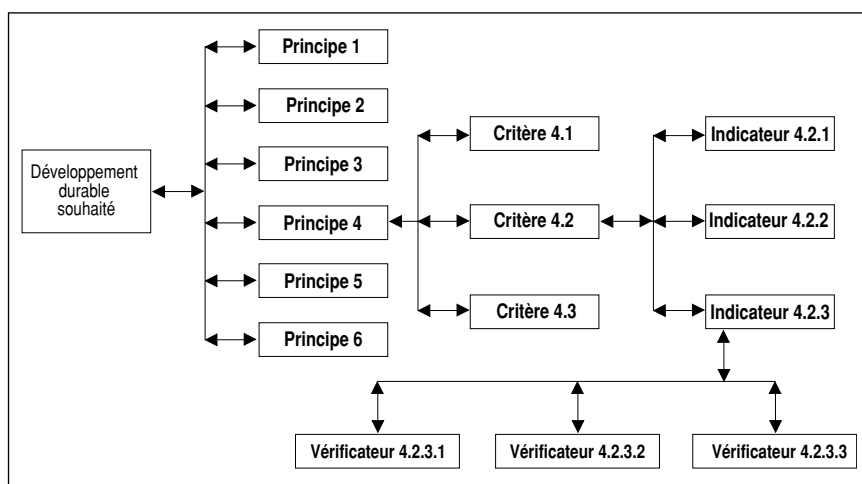 Principe 1
Principe 2
Principe 3
Développement
durable
souhaité
Principe 4
Principe 5
Principe 6
Critère 4.1
Critère 4.2
Critère 4.3
Indicateur 4.2.1
Indicateur 4.2.2
Indicateur 4.2.3
Vérificateur 4.2.3.1
Vérificateur 4.2.3.2
Vérificateur 4.2.3.3